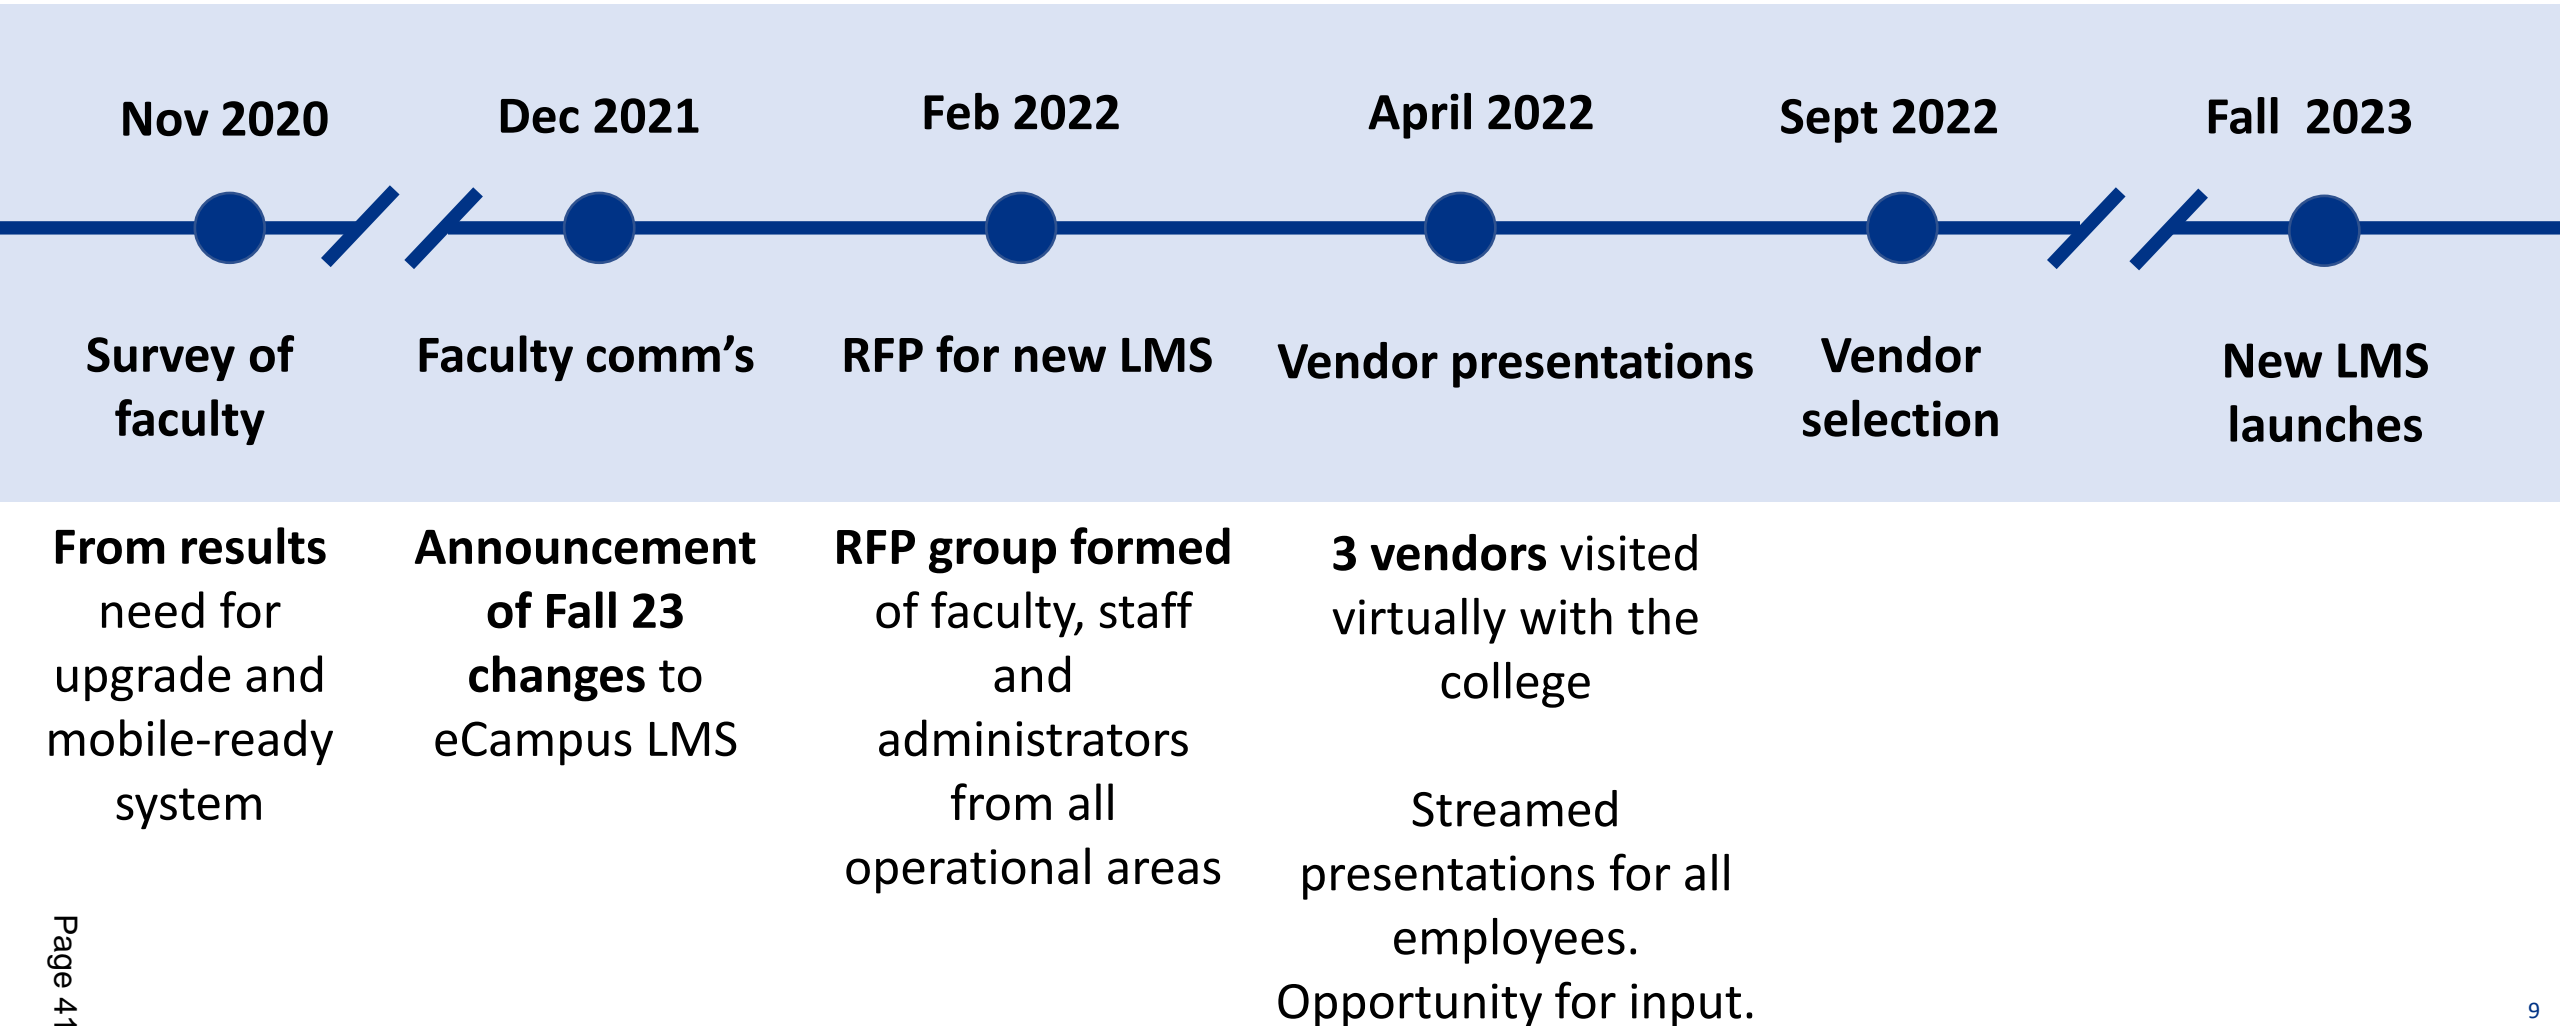 Nov 2020
Dec 2021
Feb 2022
April 2022
Sept 2022
Fall 2023
Survey of
faculty
Faculty comm's
RFP for new LMS
Vendor presentations
Vendor
selection
New LMS
launches
From results
need for
upgrade and
mobile-ready
system
Announcement
of Fall 23
changes to
eCampus LMS
RFP group formed
of faculty, staff
and
administrators
from all
operational areas
3 vendors visited
virtually with the
college
Streamed
presentations for all
employees.
Opportunity for input.
Page 41
9